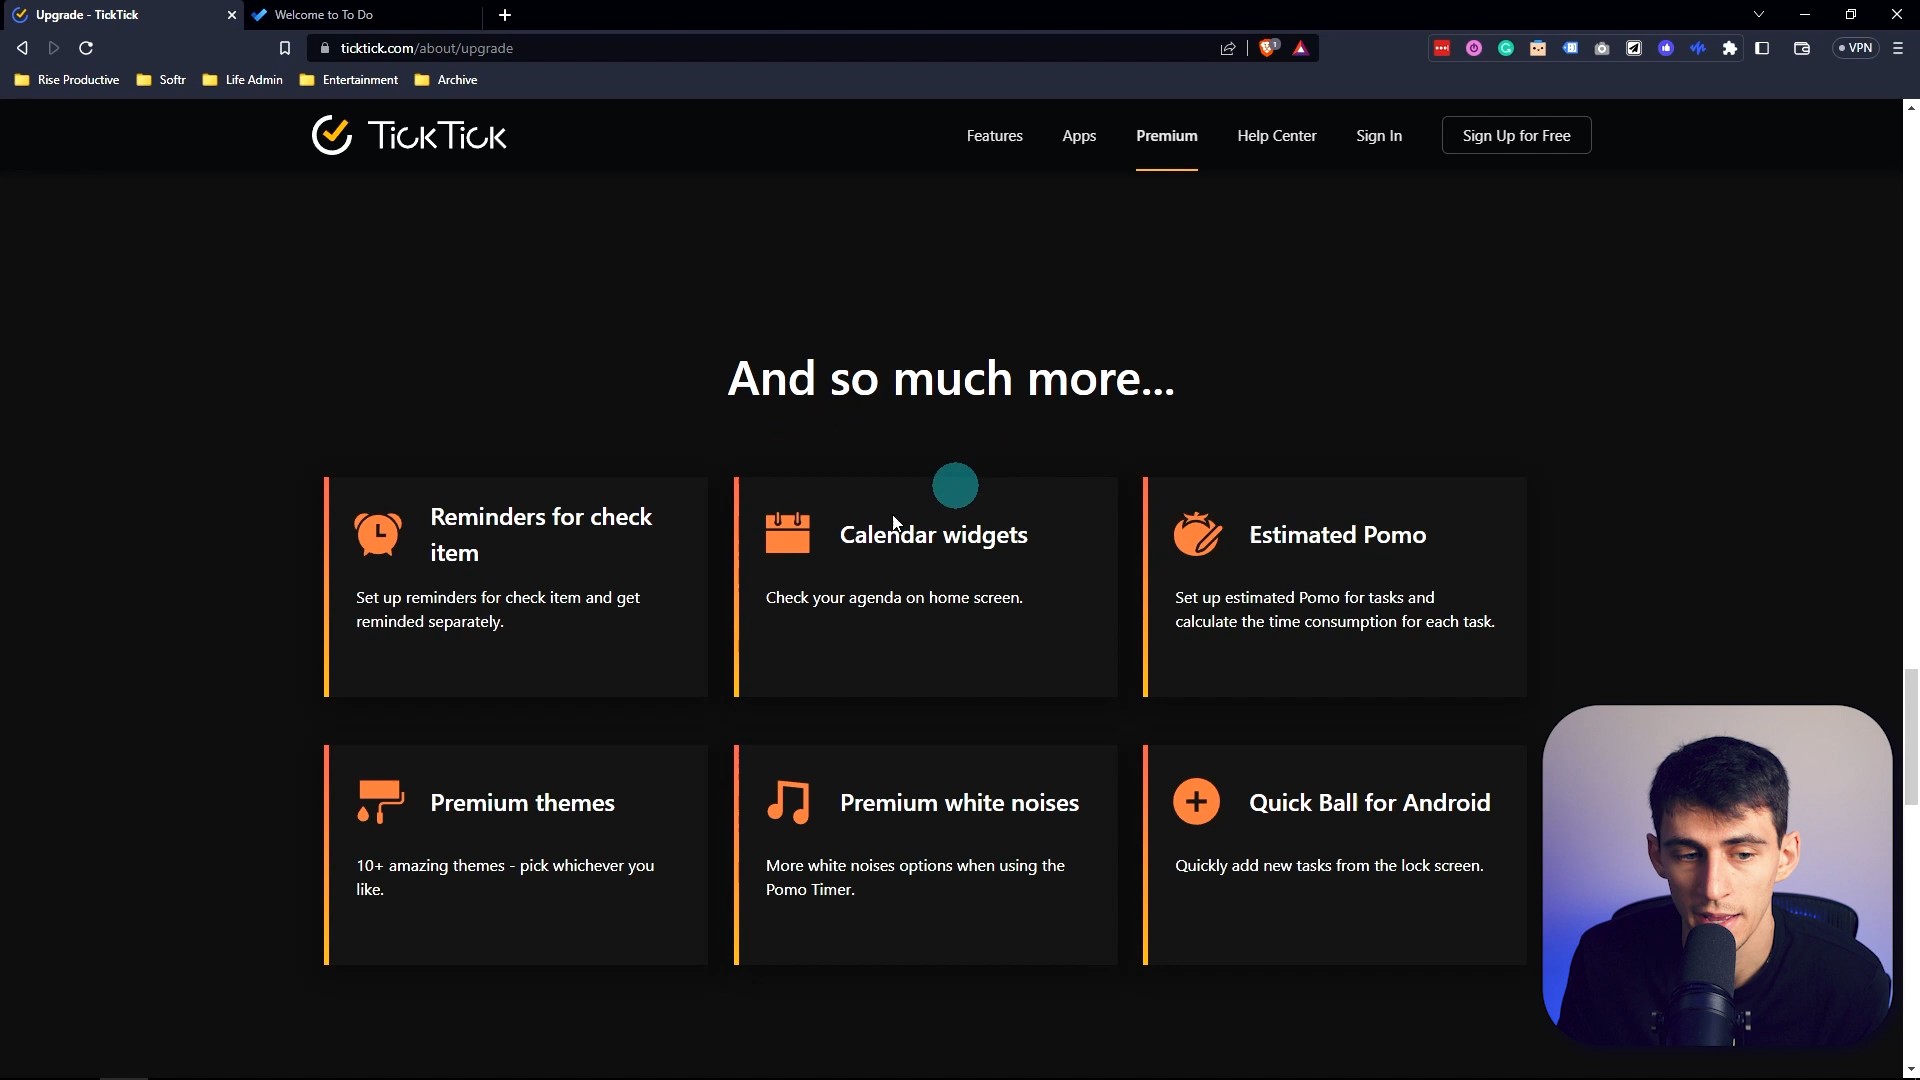 Upgrade - TickTick
Welcome to To Do
ticktick.com/about/upgrade
1
VPN
Rise Productive
Softr
Life Admin
Entertainment
Archive
TickTick
Features
Apps
Premium
Help Center
Sign In
Sign Up for Free
And so much more...
Reminders for check
item
Set up reminders for check item and get
reminded separately.
Calendar widgets
Check your agenda on home screen.
Estimated Pomo
Set up estimated Pomo for tasks and
calculate the time consumption for each task.
Premium themes
10+ amazing themes - pick whichever you
like.
Premium white noises
More white noises options when using the
Pomo Timer.
Quick Ball for Android
Quickly add new tasks from the lock screen.